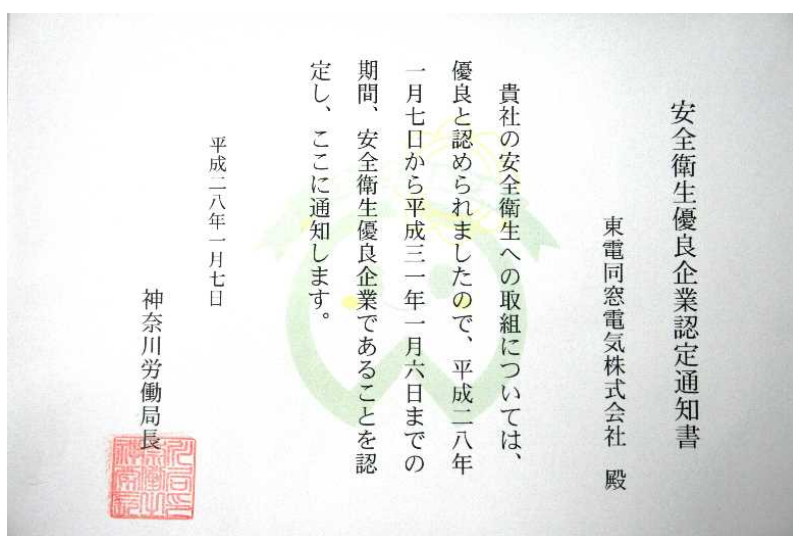 安全衛生優良企業認定通知書
東電同窓電気株式会社 殿
貴社の安全衛生への取組については、
優良と認められましたので、平成二八年
一月七日から平成三一年一月六日までの
期間、安全衛生優良企業であることを認
定し、ここに通知します。
平成二八年一月七日
神奈川労働局長